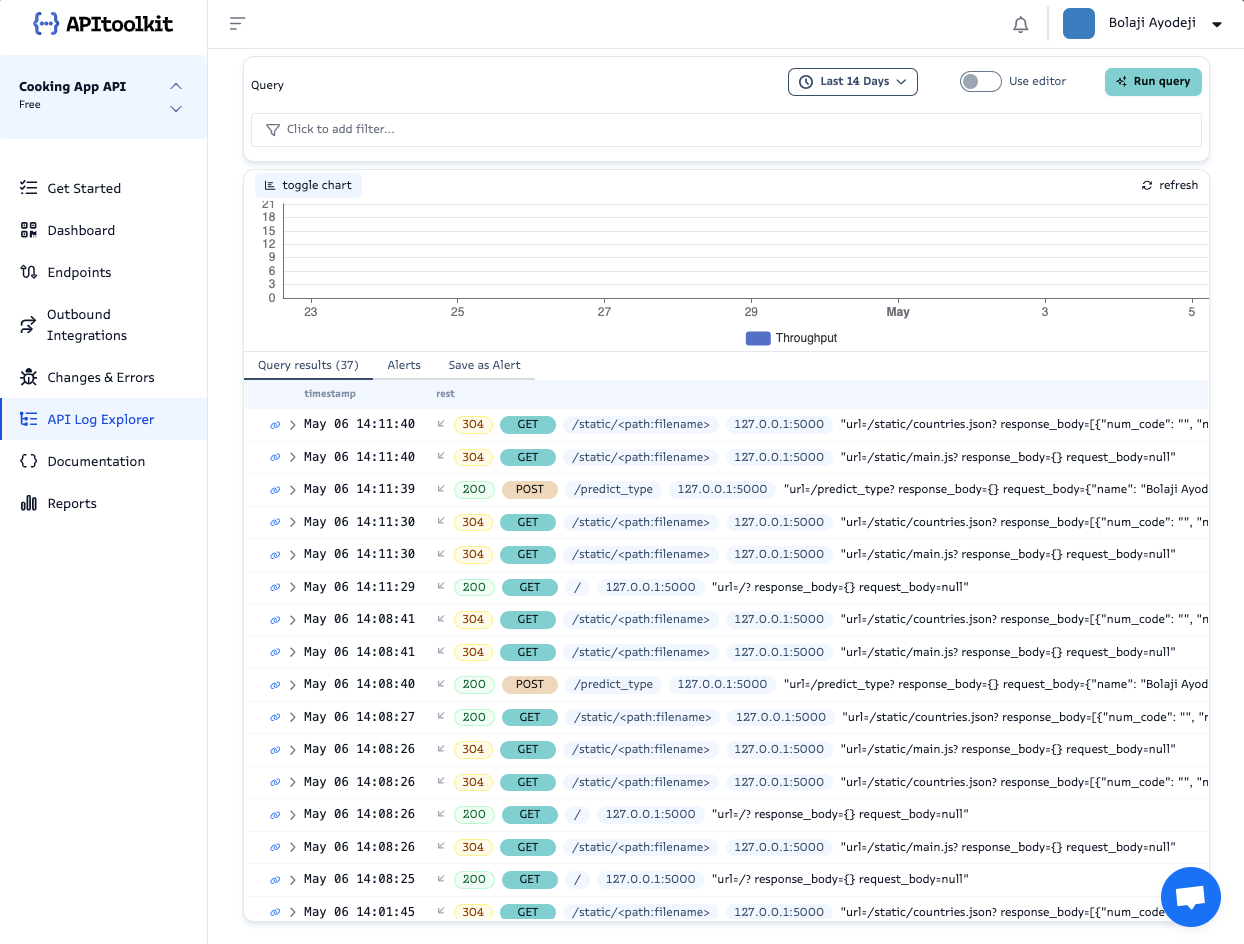 {···} APItoolkit
Bolaji Ayodeji
Cooking App API
Free
Get Started
Dashboard
Endpoints
Outbound
Integrations
Changes & Errors
API Log Explorer
Documentation
Reports
Query
Last 14 Days
Use editor
Run query
Click to add filter...
toggle chart
refresh
21
18
15
12
9
6
3
0
23 25 27 29 May 3 5
Throughput
Query results (37) Alerts Save as Alert
timestamp rest
May 06 14:11:40 304 GET /static/<path:filename> 127.0.0.1:5000 "url=/static/countries.json? response_body=[{"num_code": "", "n
May 06 14:11:40 304 GET /static/<path:filename> 127.0.0.1:5000 "url=/static/main.js? response_body={} request_body=null"
May 06 14:11:39 200 POST /predict_type 127.0.0.1:5000 "url=/predict_type? response_body={} request_body={"name": "Bolaji Ayod
May 06 14:11:30 304 GET /static/<path:filename> 127.0.0.1:5000 "url=/static/countries.json? response_body=[{"num_code": "", "n
May 06 14:11:30 304 GET /static/<path:filename> 127.0.0.1:5000 "url=/static/main.js? response_body={} request_body=null"
May 06 14:11:29 200 GET / 127.0.0.1:5000 "url=/? response_body={} request_body=null"
May 06 14:08:41 304 GET /static/<path:filename> 127.0.0.1:5000 "url=/static/countries.json? response_body=[{"num_code": "", "n
May 06 14:08:41 304 GET /static/<path:filename> 127.0.0.1:5000 "url=/static/main.js? response_body={} request_body=null"
May 06 14:08:40 200 POST /predict_type 127.0.0.1:5000 "url=/predict_type? response_body={} request_body={"name": "Bolaji Ayod
May 06 14:08:27 200 GET /static/<path:filename> 127.0.0.1:5000 "url=/static/countries.json? response_body=[{"num_code": "", "r
May 06 14:08:26 304 GET /static/<path:filename> 127.0.0.1:5000 "url=/static/main.js? response_body={} request_body=null"
May 06 14:08:26 304 GET /static/<path:filename> 127.0.0.1:5000 "url=/static/countries.json? response_body=[{"num_code": "", "n
May 06 14:08:26 200 GET / 127.0.0.1:5000 "url=/? response_body={} request_body=null"
May 06 14:08:26 304 GET /static/<path:filename> 127.0.0.1:5000 "url=/static/main.js? response_body={} request_body=null"
May 06 14:08:25 200 GET / 127.0.0.1:5000 "url=/? response_body={} request_body=null"
May 06 14:01:45 304 GET /static/<path:filename> 127.0.0.1:5000 "url=/static/countries.json? response_body=[{"num_code